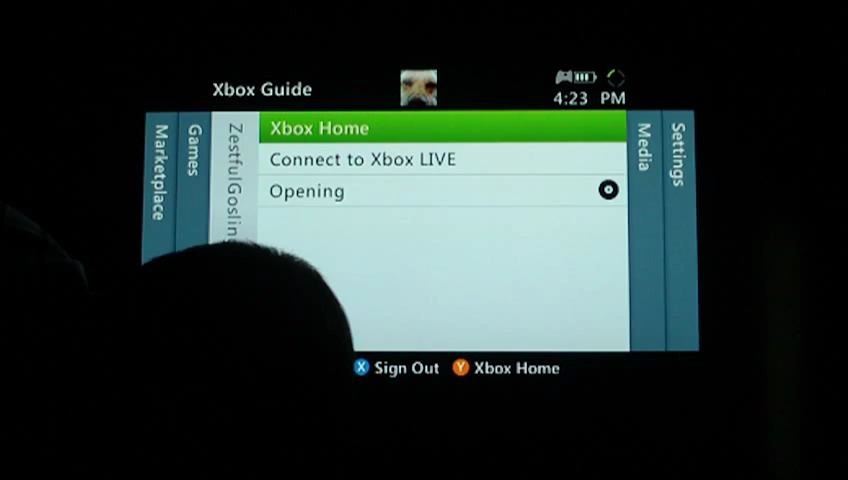 Xbox Guide
4:23 PM
Marketplace
Games
Xbox Home
Connect to Xbox LIVE
Opening
Media
Settings
X Sign Out Y Xbox Home